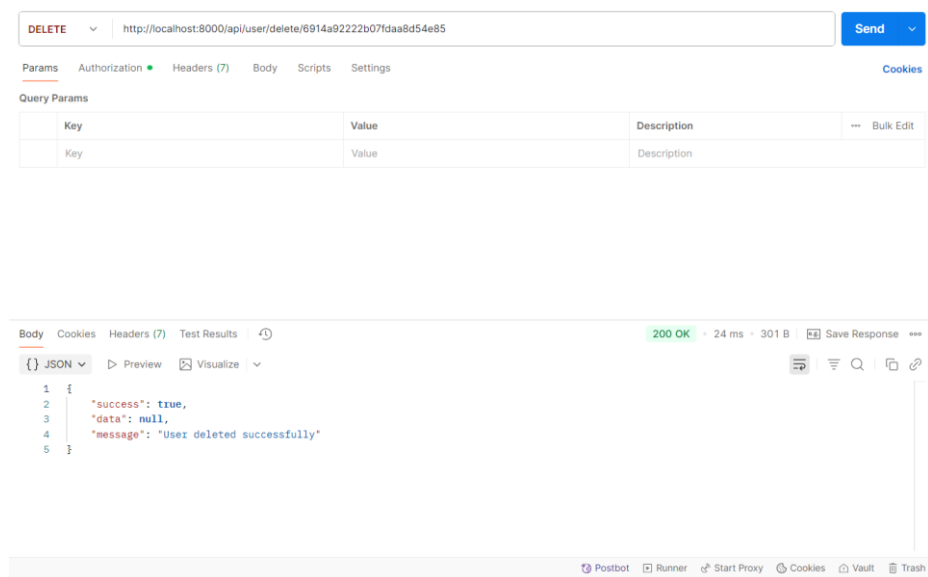 DELETE http://localhost:8000/api/user/delete/6914a92222b07fdaa8d54e85 Send
Params Authorization Headers (7) Body Scripts Settings Cookies
Query Params
Key Value Description ••• Bulk Edit
Key Value Description
Body Cookies Headers (7) Test Results 200 OK • 24 ms • 301 B Save Response
{} JSON Preview Visualize
1 {
2 "success": true,
3 "data": null,
4 "message": "User deleted successfully"
5 }
Postbot Runner Start Proxy Cookies Vault Trash